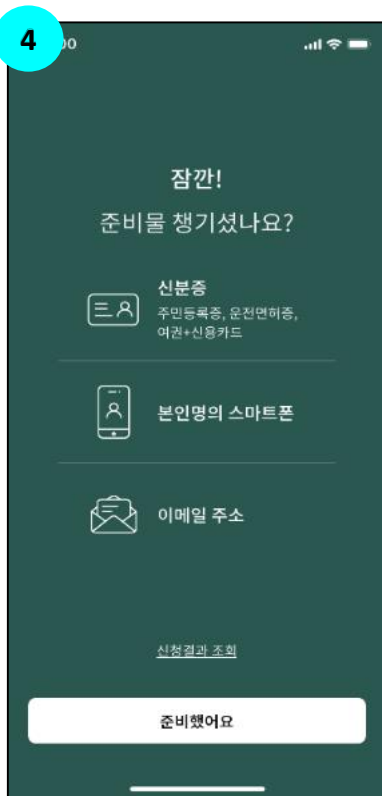 4
00
잠깐!
준비물 챙기셨나요?
신분증
주민등록증, 운전면허증,
여권+신용카드
본인명의 스마트폰
이메일 주소
신청결과 조회
준비했어요